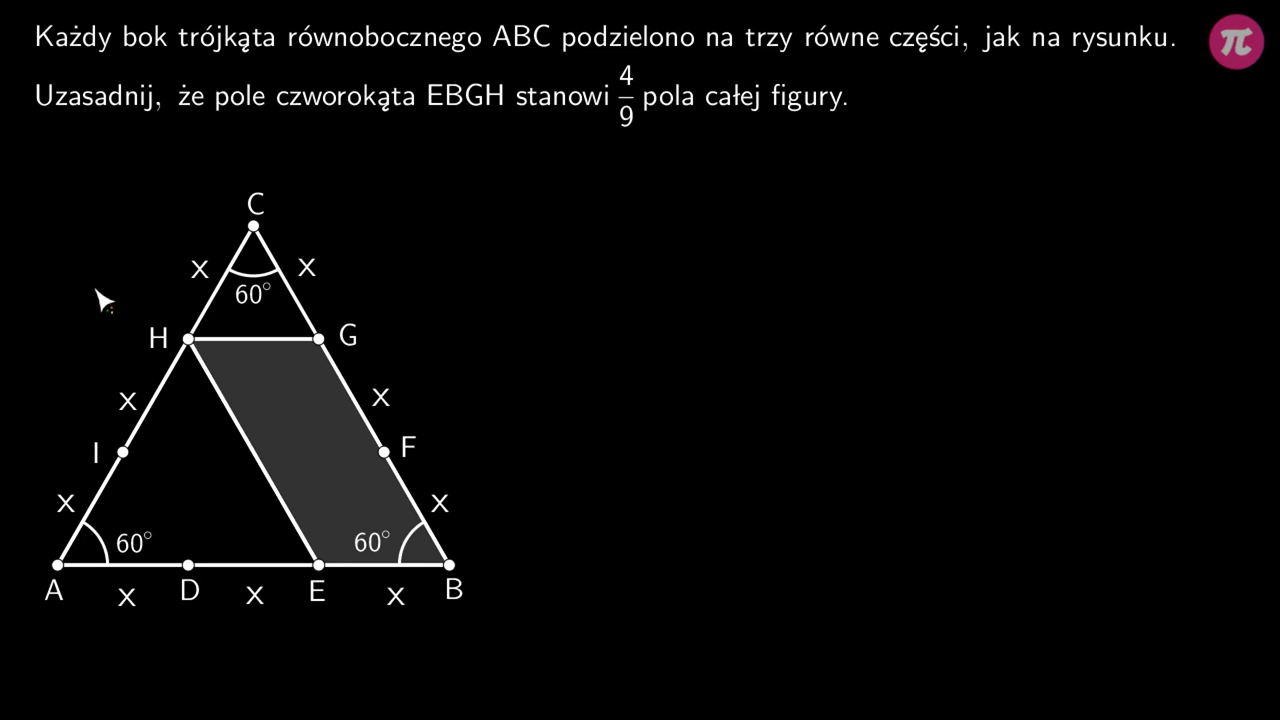 Każdy bok trójkąta równobocznego ABC podzielono na trzy równe części, jak na rysunku.
Uzasadnij, że pole czworokąta EBGH stanowi 4/9 pola całej figury.
π
C
x x
60°
H G
x x
I F
x x
60° 60°
A D E B
x x x